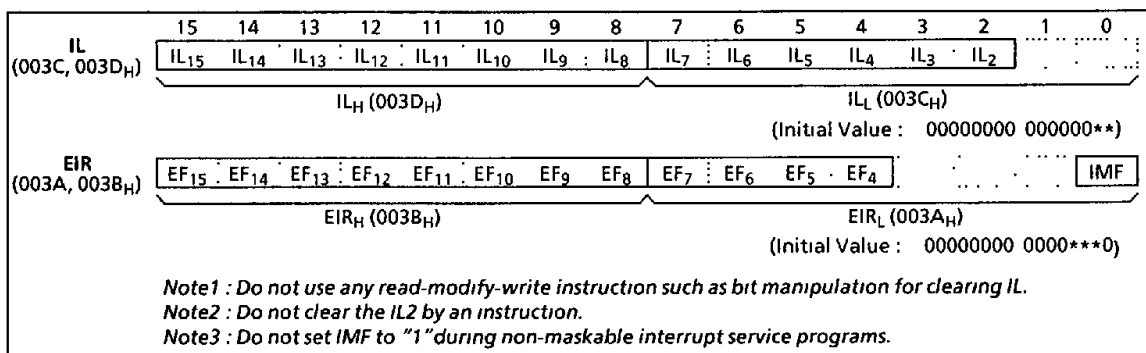 15 14 13 12 11 10 9 8 7 6 5 4 3 2 1 0
IL
(003C, 003DH)
IL15 IL14 IL13 IL12 IL11 IL10 IL9 IL8 IL7 IL6 IL5 IL4 IL3 IL2
ILH (003DH) ILL (003CH)
(Initial Value : 00000000 000000**)
EIR
(003A, 003BH)
EF15 EF14 EF13 EF12 EF11 EF10 EF9 EF8 EF7 EF6 EF5 EF4 IMF
EIRH (003BH) EIRL (003AH)
(Initial Value : 00000000 0000***0)
Note1 : Do not use any read-modify-write instruction such as bit manipulation for clearing IL.
Note2 : Do not clear the IL2 by an instruction.
Note3 : Do not set IMF to "1"during non-maskable interrupt service programs.